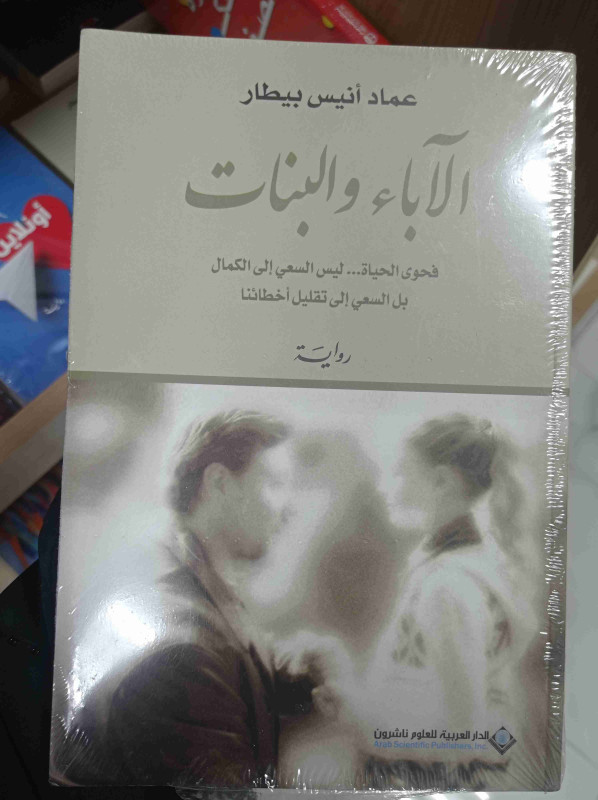 عماد أنيس بيطار
الآباء والبنات
فحوى الحياة... ليس السعي إلى الكمال
بل السعي إلى تقليل أخطائنا
رواية
الدار العربية للعلوم ناشرون
Arab Scientific Publishers, Inc.
أونلاين